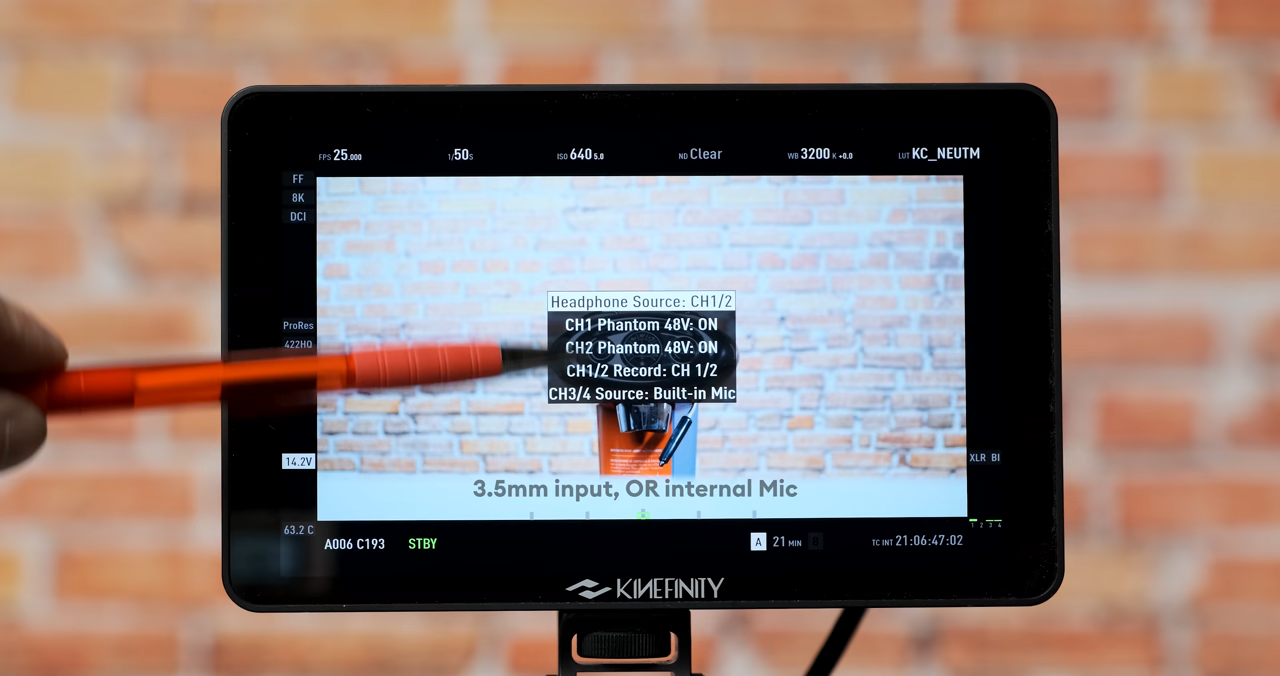 FPS 25.000 1/50S ISO 640 5.0 ND Clear WB 3200 K +0.0 LUT KC_NEUTM
FF
8K
DCI
Headphone Source: CH1/2
CH1 Phantom 48V: ON
ProRes
CH2 Phantom 48V: ON
422HQ
CH1/2 Record: CH 1/2
CH3/4 Source: Built-in Mic
14.2V
XLR BI
3.5mm input, OR internal Mic
63.2 C
1 2 3 4
A006 C193 STBY A 21 MIN B TC INT 21:06:47:02
KINEFINITY